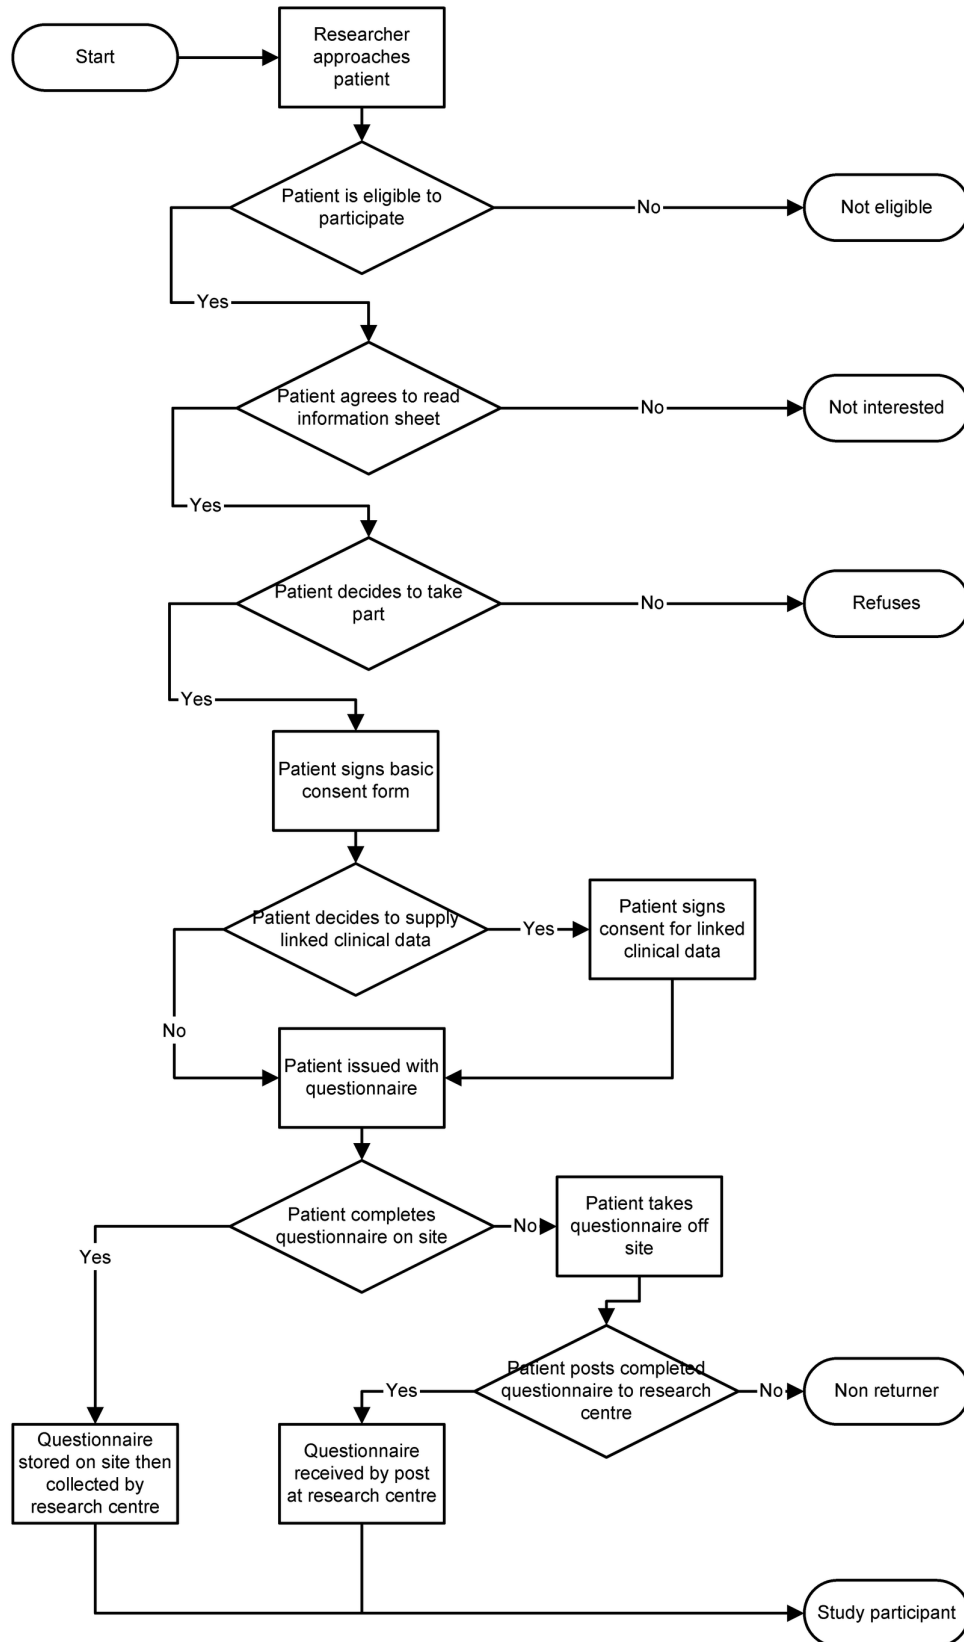 Start
Researcher
approaches
patient
Patient is eligible to
participate
No
Not eligible
Yes
Patient agrees to read
information sheet
No
Not interested
Yes
Patient decides to take
part
No
Refuses
Yes
Patient signs basic
consent form
Patient decides to supply
linked clinical data
Yes
Patient signs
consent for linked
clinical data
No
Patient issued with
questionnaire
Patient completes
questionnaire on site
No
Patient takes
questionnaire off
site
Yes
Patient posts completed
questionnaire to research
centre
Yes
No
Non returner
Questionnaire
stored on site then
collected by
research centre
Questionnaire
received by post
at research centre
Study participant